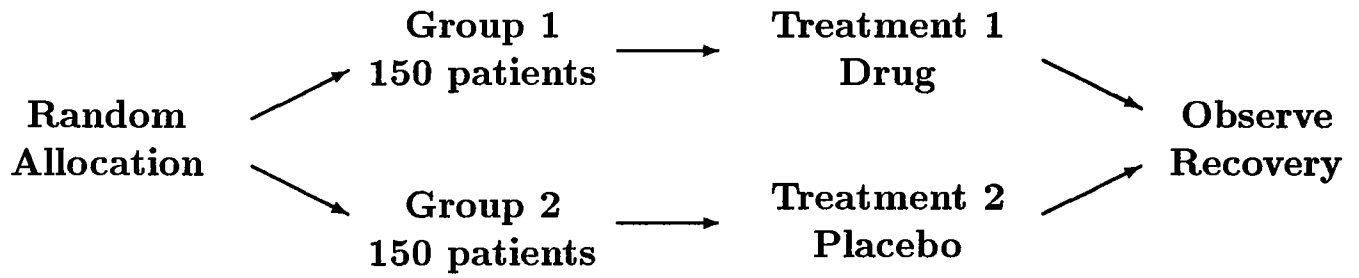 Random
Allocation
Group 1
150 patients
Treatment 1
Drug
Group 2
150 patients
Treatment 2
Placebo
Observe
Recovery